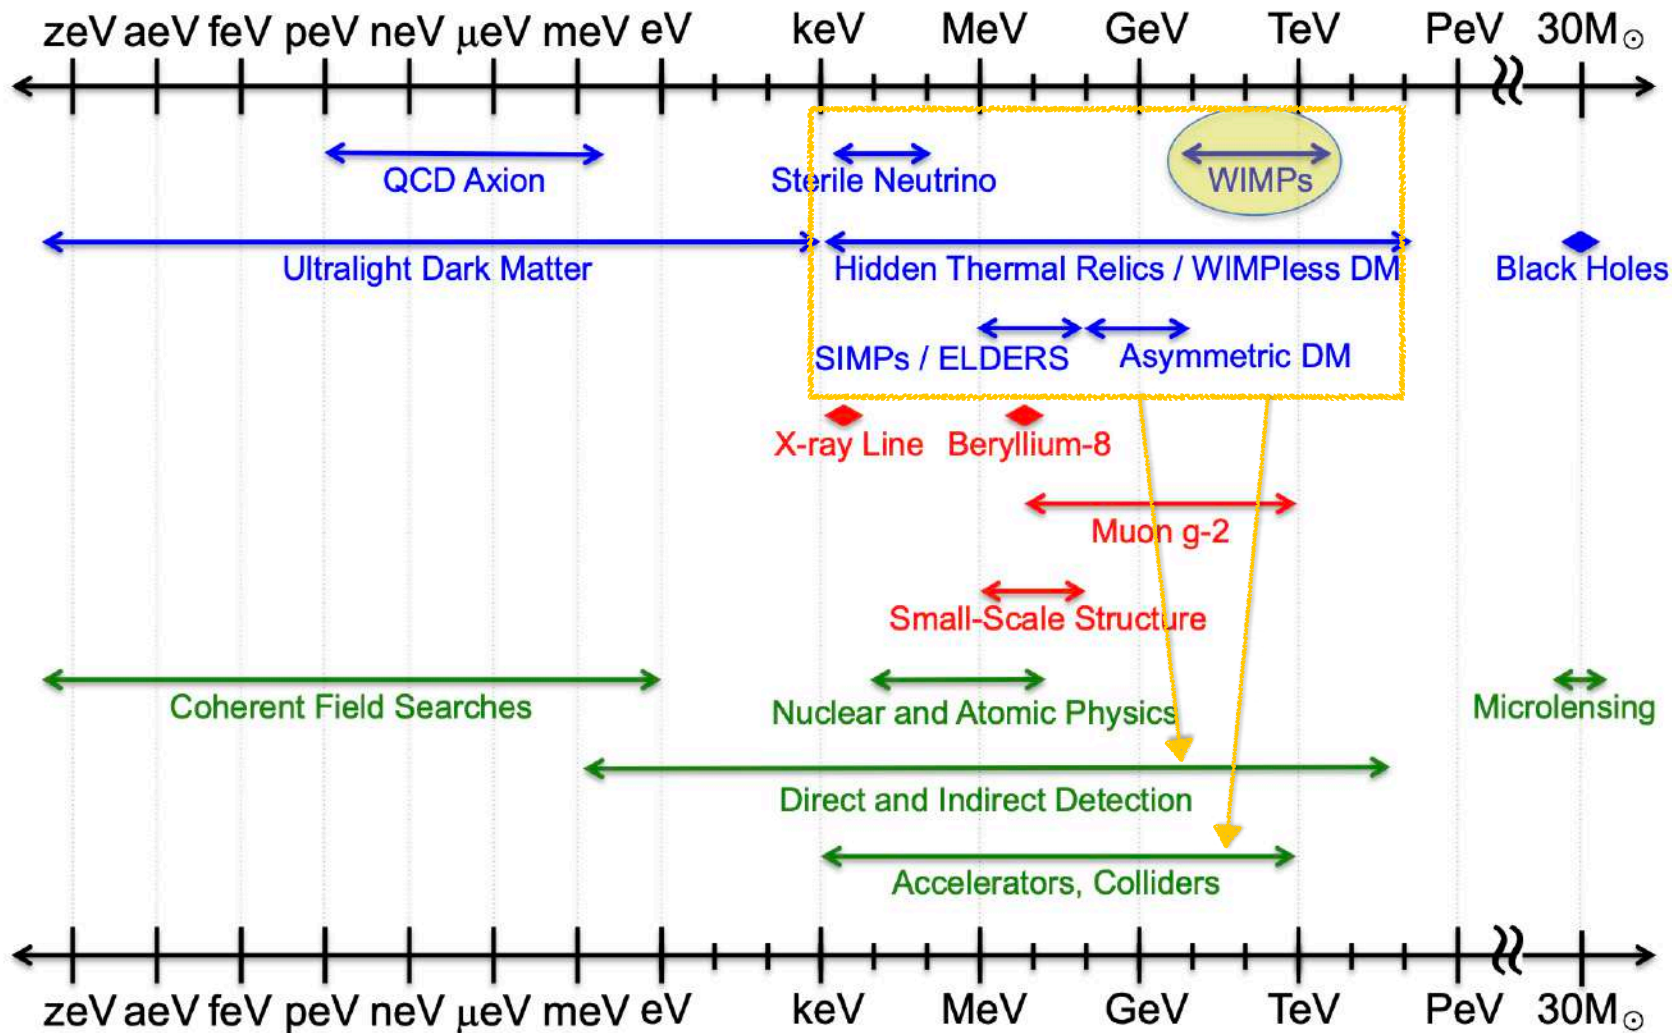 zeV aeV feV peV neV μeV meV eV keV MeV GeV TeV PeV 30M☉
QCD Axion Sterile Neutrino WIMPs
Ultralight Dark Matter Hidden Thermal Relics / WIMPless DM Black Holes
SIMPs / ELDERS Asymmetric DM
X-ray Line Beryllium-8
Muon g-2
Small-Scale Structure
Coherent Field Searches Nuclear and Atomic Physics Microlensing
Direct and Indirect Detection
Accelerators, Colliders
zeV aeV feV peV neV μeV meV eV keV MeV GeV TeV PeV 30M☉